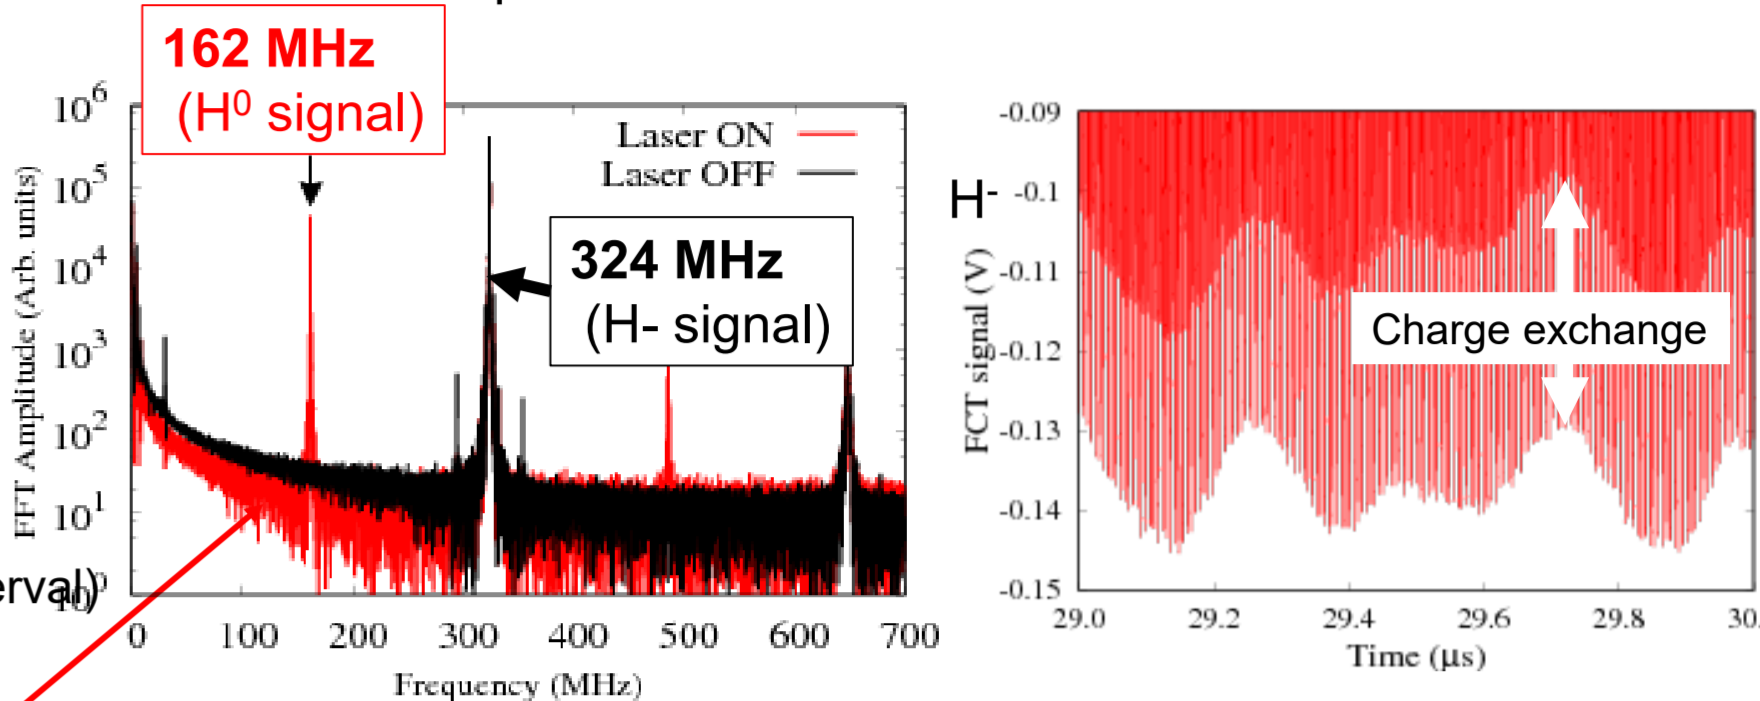 162 MHz
(H⁰ signal)
10⁶
10⁵
10⁴
10³
10²
10¹
FFT Amplitude (Arb. units)
Laser ON
Laser OFF
324 MHz
(H- signal)
erval)
0 100 200 300 400 500 600 700
Frequency (MHz)
H-
-0.09
-0.1
-0.11
-0.12
-0.13
-0.14
-0.15
FCT signal (V)
Charge exchange
29.0 29.2 29.4 29.6 29.8 30.
Time (μs)